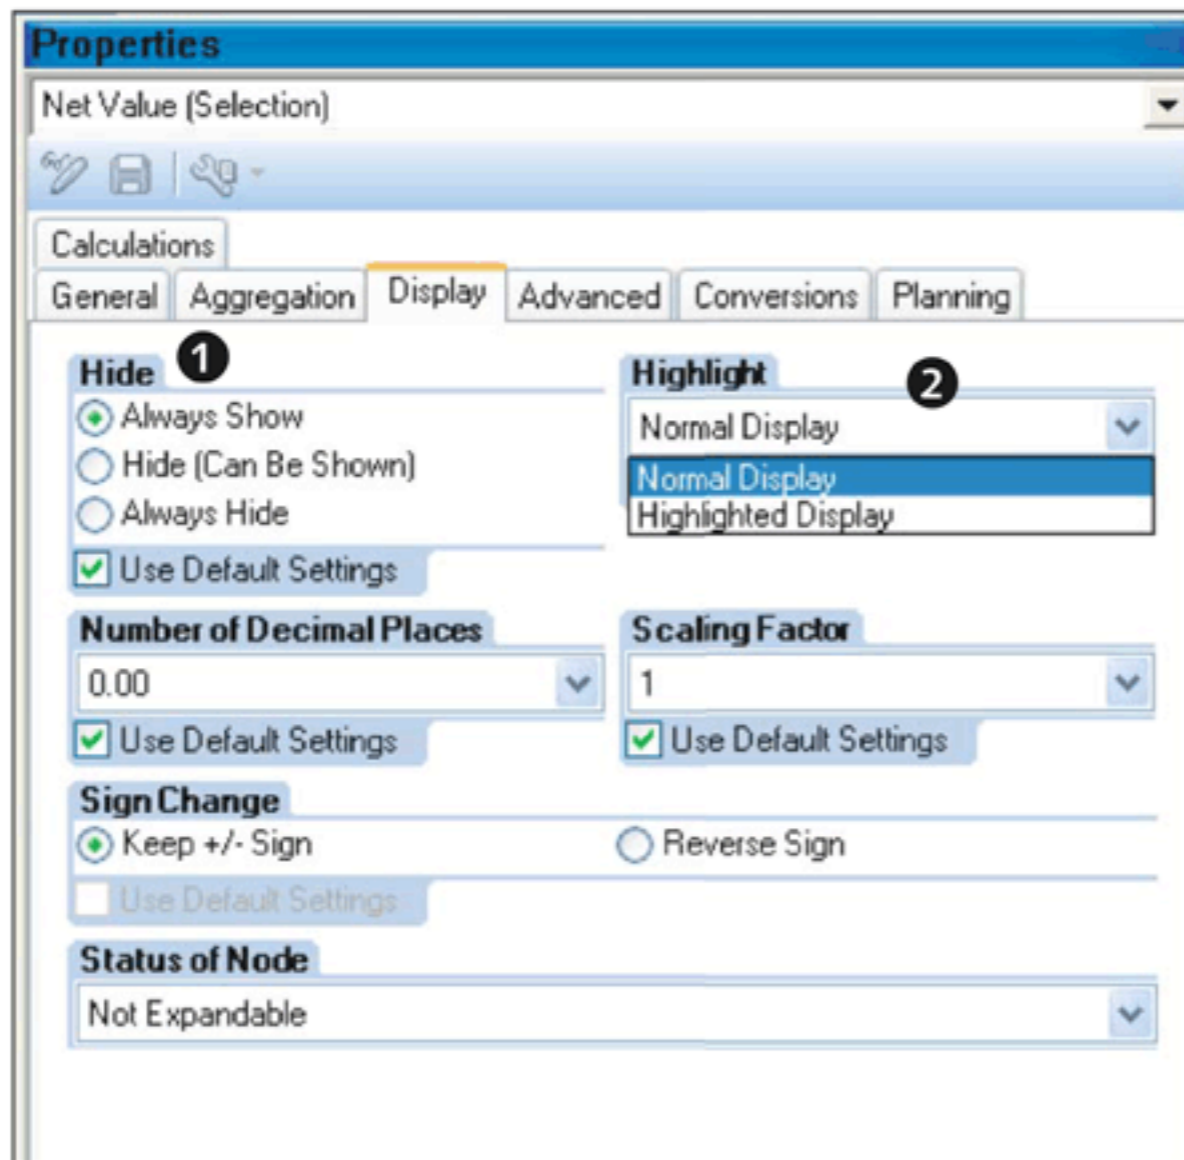 Properties
Net Value (Selection)
Calculations
General Aggregation Display Advanced Conversions Planning
Hide 1
Always Show
Hide (Can Be Shown)
Always Hide
Use Default Settings
Highlight 2
Normal Display
Normal Display
Highlighted Display
Number of Decimal Places
0.00
Use Default Settings
Scaling Factor
1
Use Default Settings
Sign Change
Keep +/- Sign Reverse Sign
Use Default Settings
Status of Node
Not Expandable